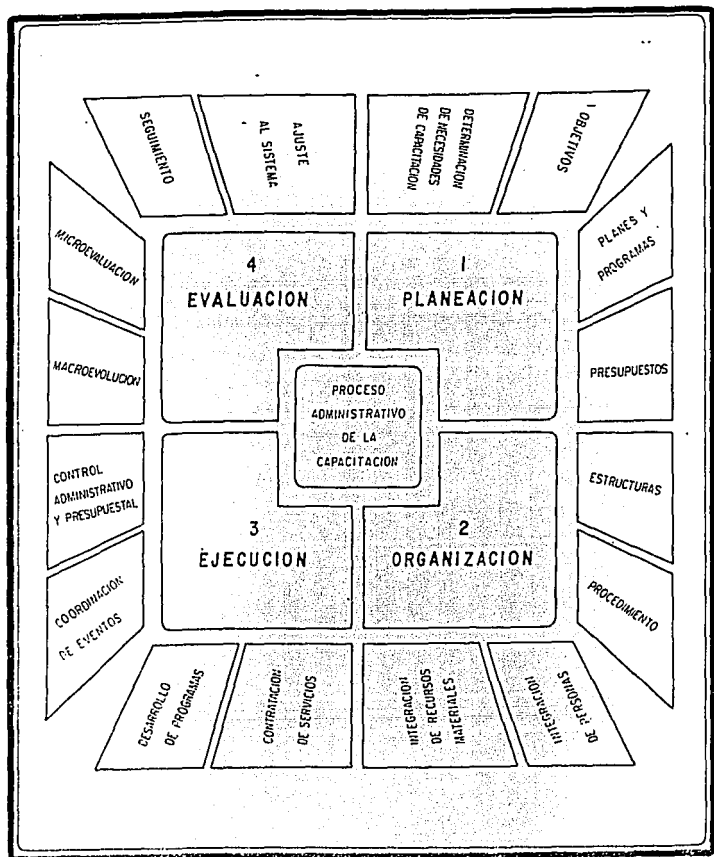 SEGUIMIENTO
AJUSTE
AL SISTEMA
DETERMINACION
DE NECESIDADES
DE CAPACITACION
I OBJETIVOS
MICROEVALUACION
4
EVALUACION
1
PLANEACION
PLANES Y
PROGRAMAS
MACROEVOLUCION
PROCESO
ADMINISTRATIVO
DE LA
CAPACITACION
PRESUPUESTOS
CONTROL
ADMINISTRATIVO
Y PRESUPUESTAL
3
EJECUCION
2
ORGANIZACION
ESTRUCTURAS
COORDINACION
DE EVENTOS
PROCEDIMIENTO
DESARROLLO
DE PROGRAMAS
CONTRATACION
DE SERVICIOS
INTEGRACION
DE RECURSOS
MATERIALES
INTEGRACION
DE PERSONAS